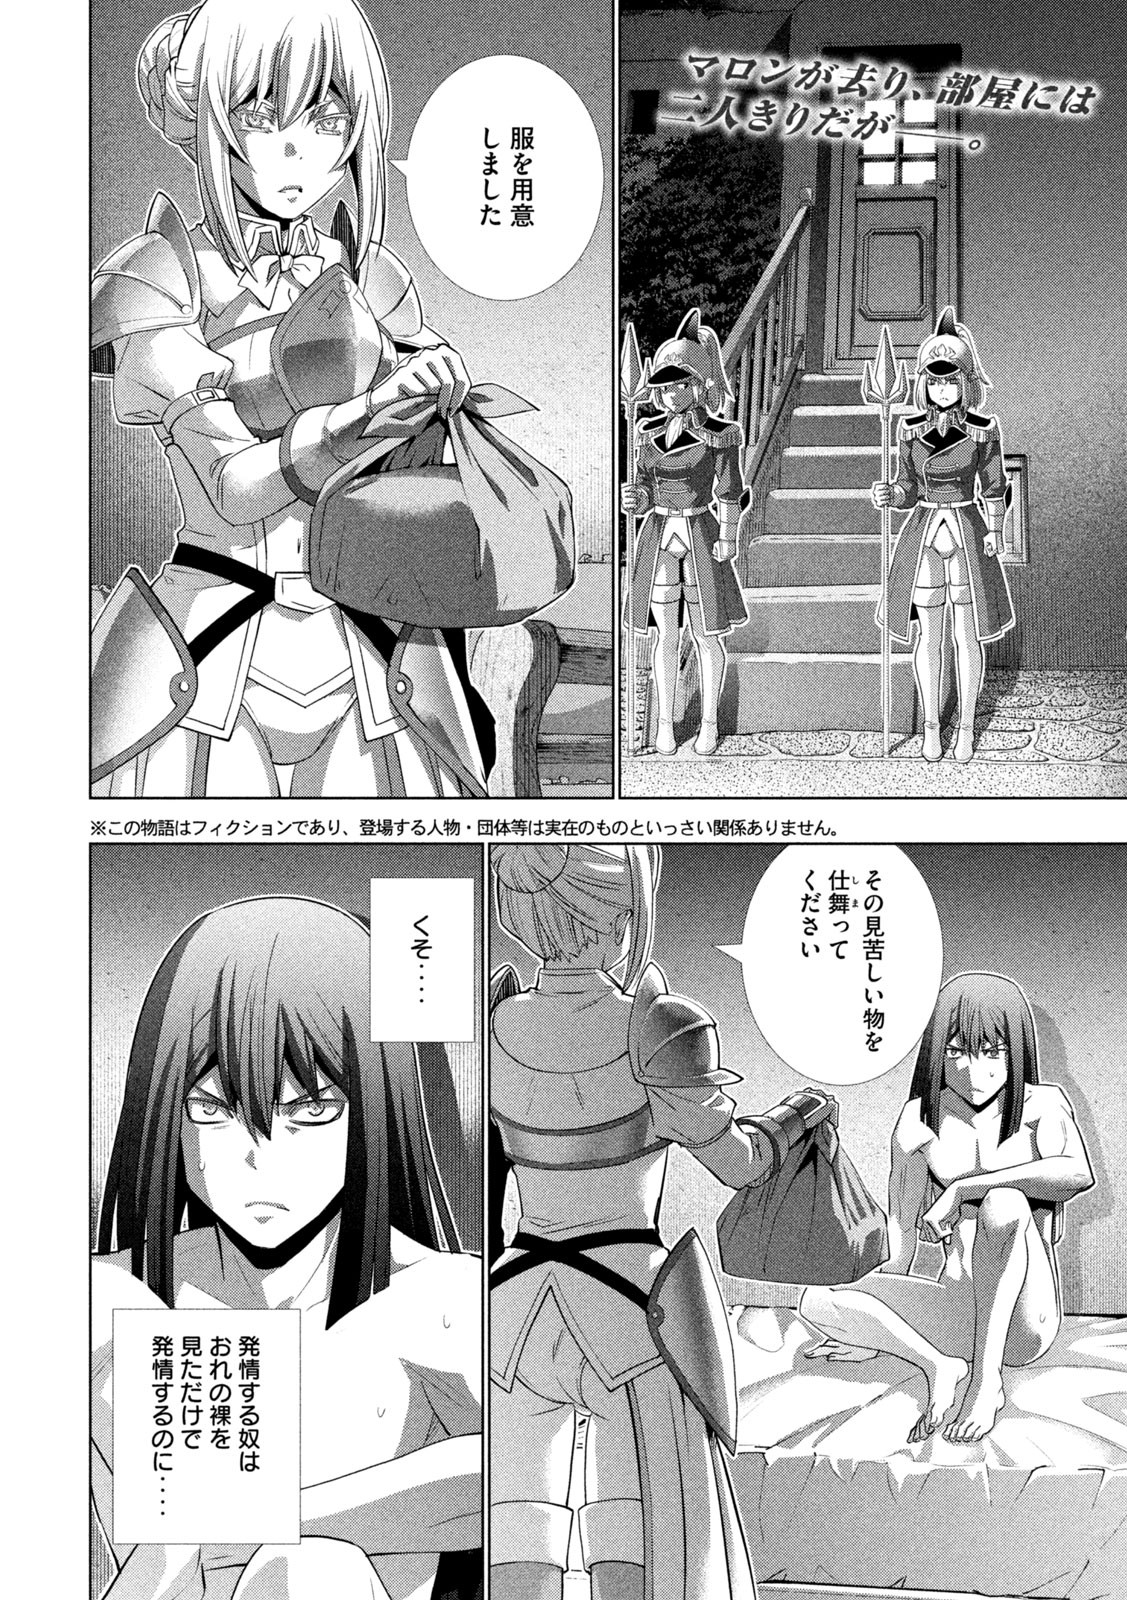 マロンが去り、部屋には
二人きりだが――。
服を用意
しました
※この物語はフィクションであり、登場する人物・団体等は実在のものといっさい関係ありません。
その見苦しい物を
仕舞って
しま
ください
くそ‥‥
発情する奴は
おれの裸を
見ただけで
発情するのに‥‥